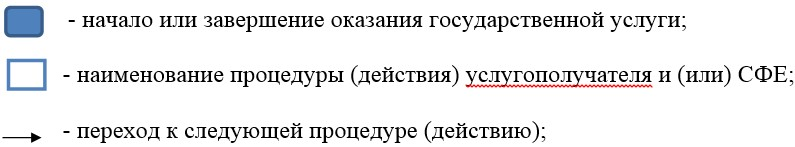 - начало или завершение оказания государственной услуги;
- наименование процедуры (действия) услугополучателя и (или) СФЕ;
- переход к следующей процедуре (действию);